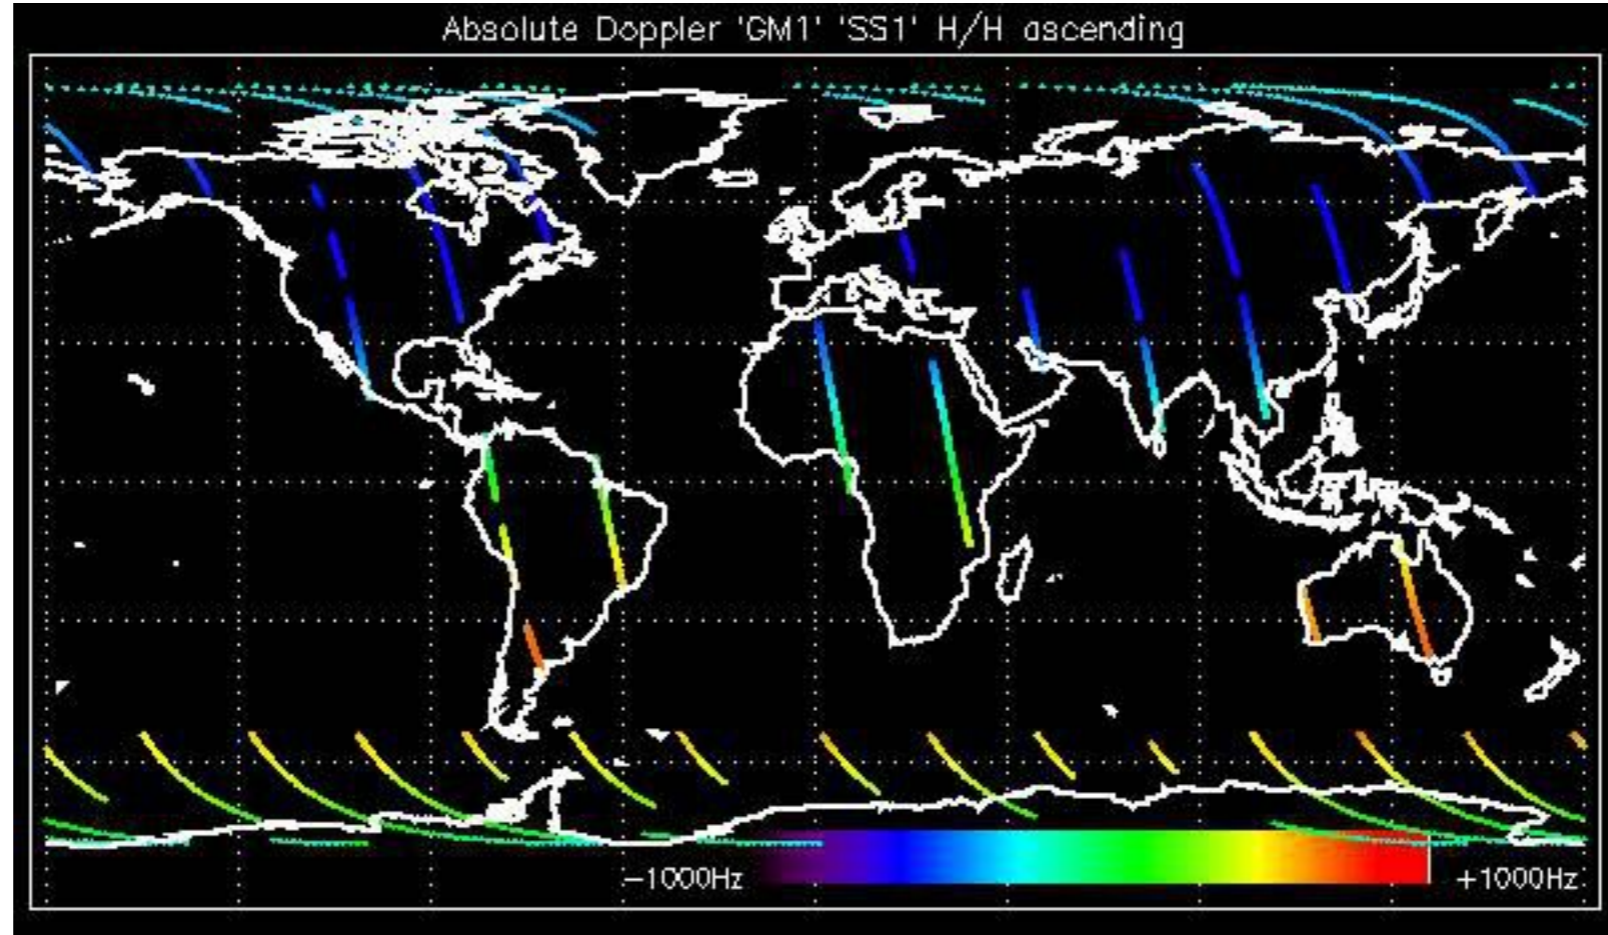 Absolute Doppler 'GM1' 'SS1' H/H ascending
−1000Hz
+1000Hz